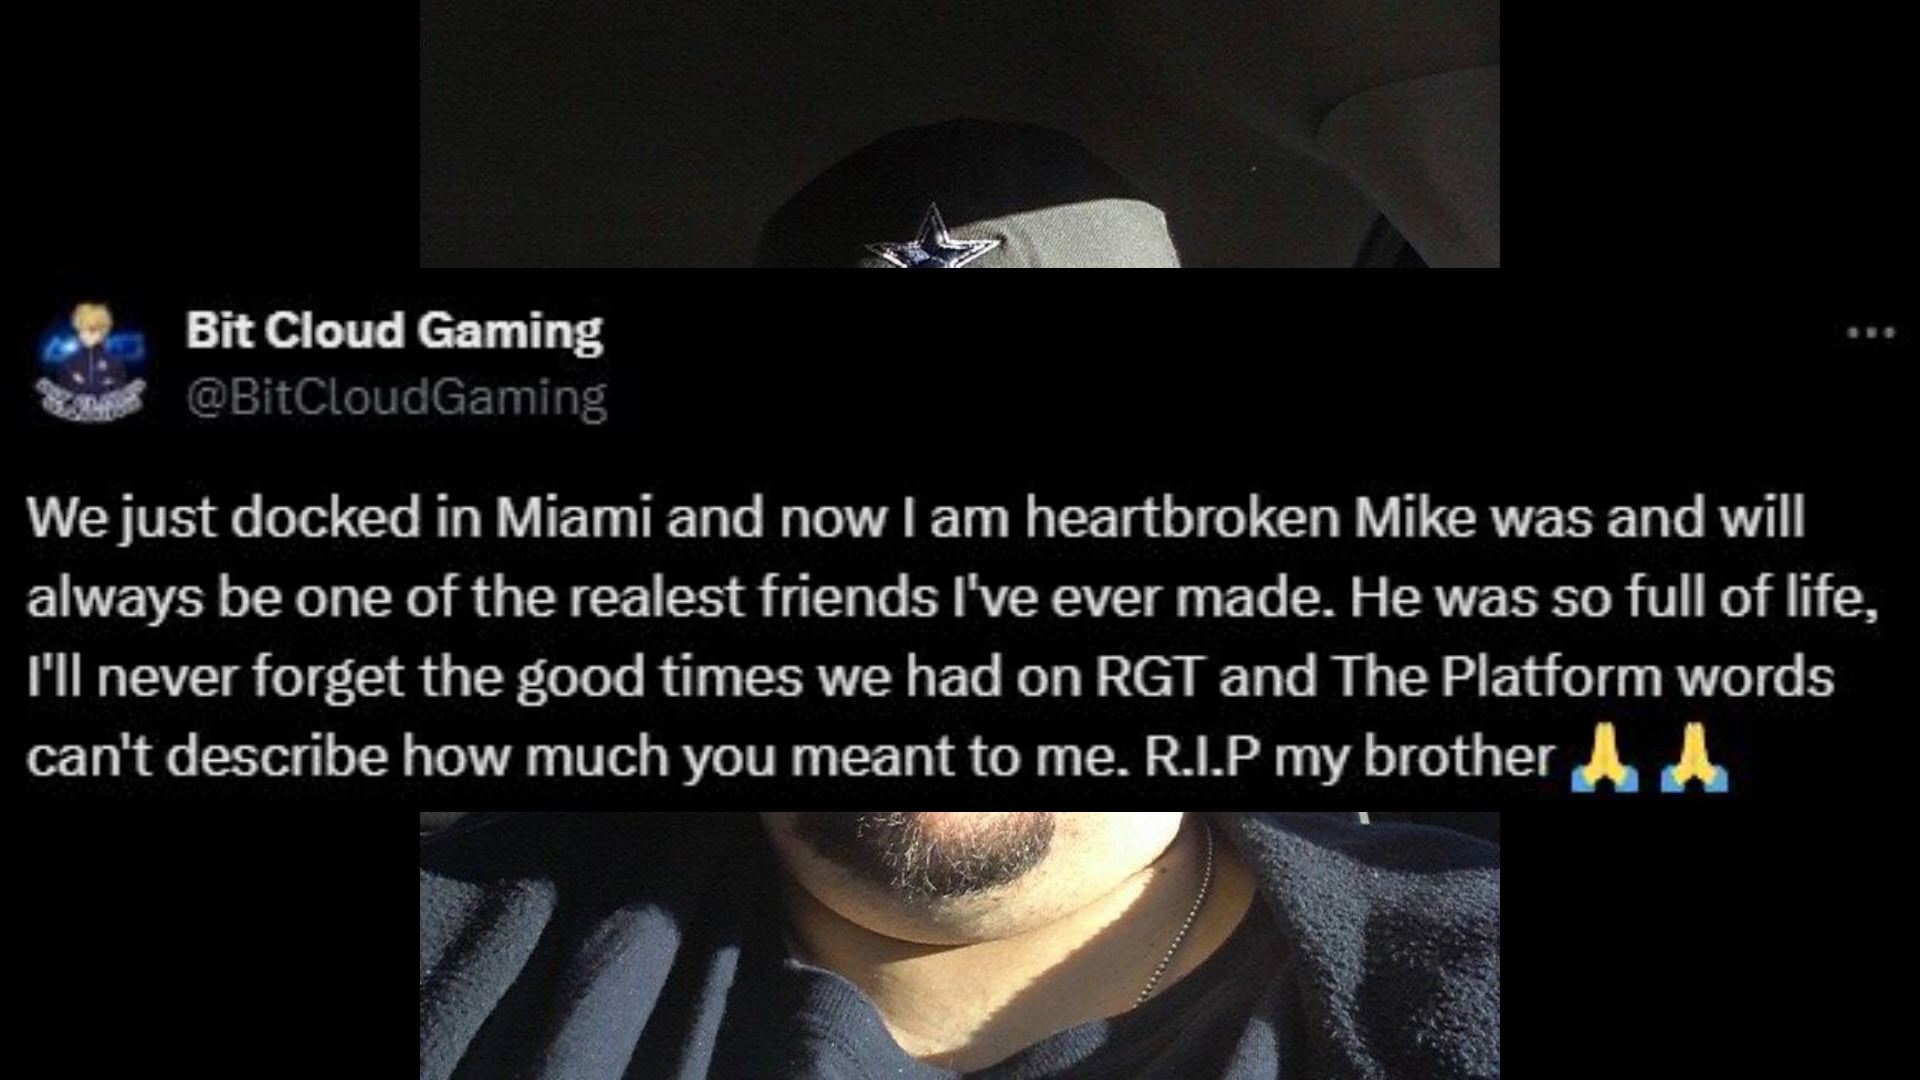 Bit Cloud Gaming
@BitCloudGaming
We just docked in Miami and now I am heartbroken Mike was and will
always be one of the realest friends I've ever made. He was so full of life,
I'll never forget the good times we had on RGT and The Platform words
can't describe how much you meant to me. R.I.P my brother 🙏 🙏